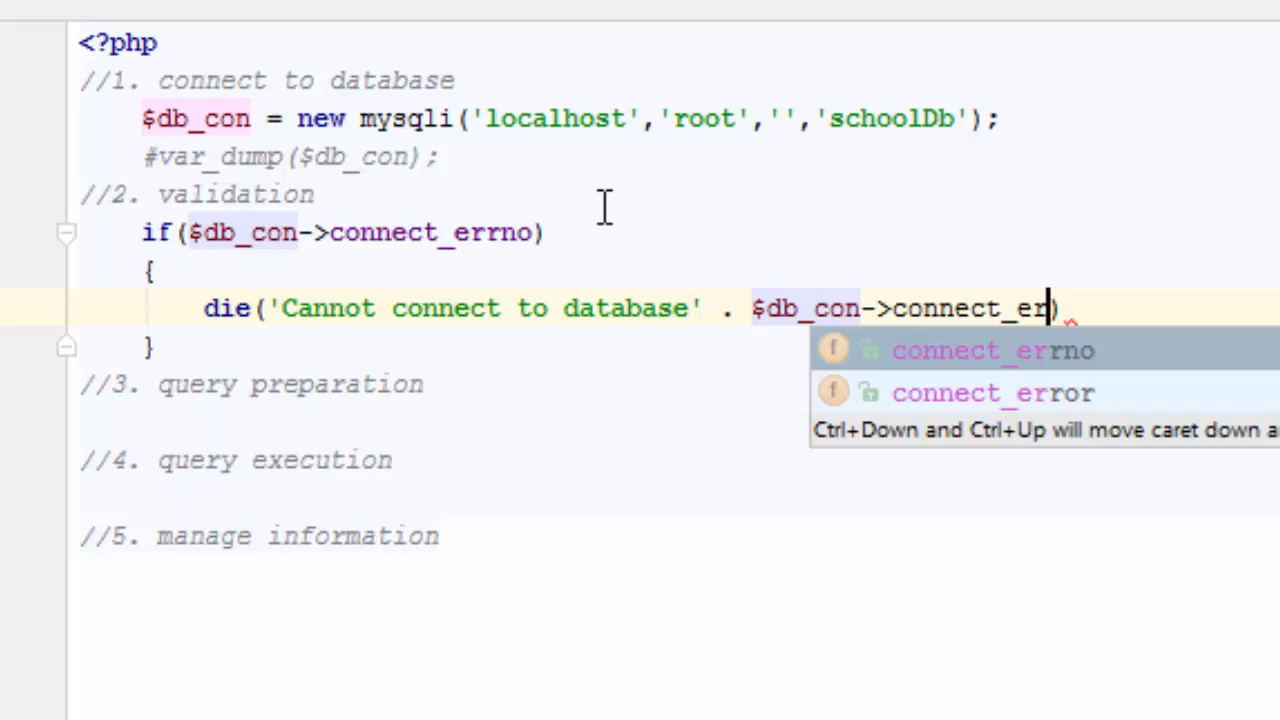 <?php
//1. connect to database
$db_con = new mysqli('localhost','root','','schoolDb');
#var_dump($db_con);
//2. validation
if($db_con->connect_errno)
{
die('Cannot connect to database' . $db_con->connect_er)
f connect_errno
f connect_error
Ctrl+Down and Ctrl+Up will move caret down a
}
//3. query preparation
//4. query execution
//5. manage information